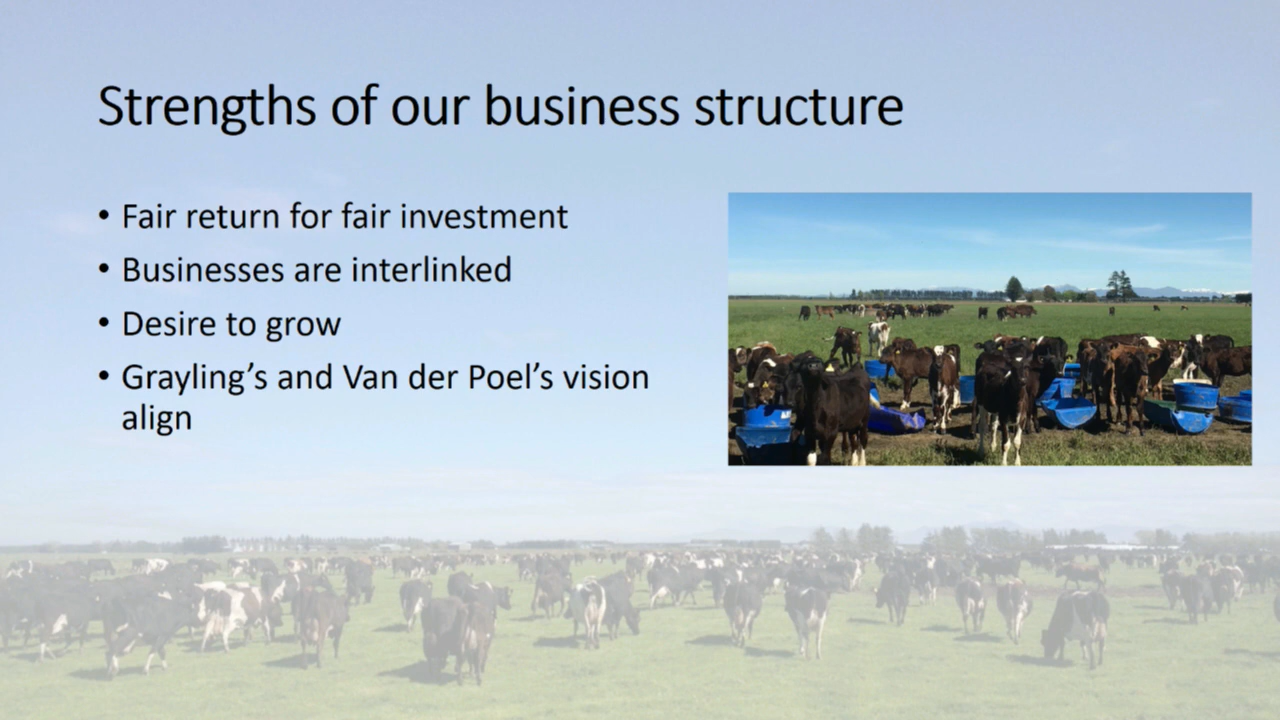 Strengths of our business structure
• Fair return for fair investment
• Businesses are interlinked
• Desire to grow
• Grayling’s and Van der Poel’s vision
align